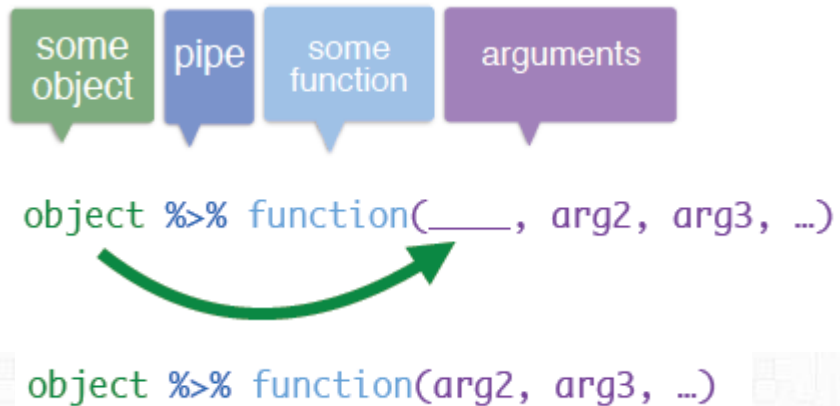 some object
pipe
some function
arguments
object %>% function(____, arg2, arg3, …)
object %>% function(arg2, arg3, …)